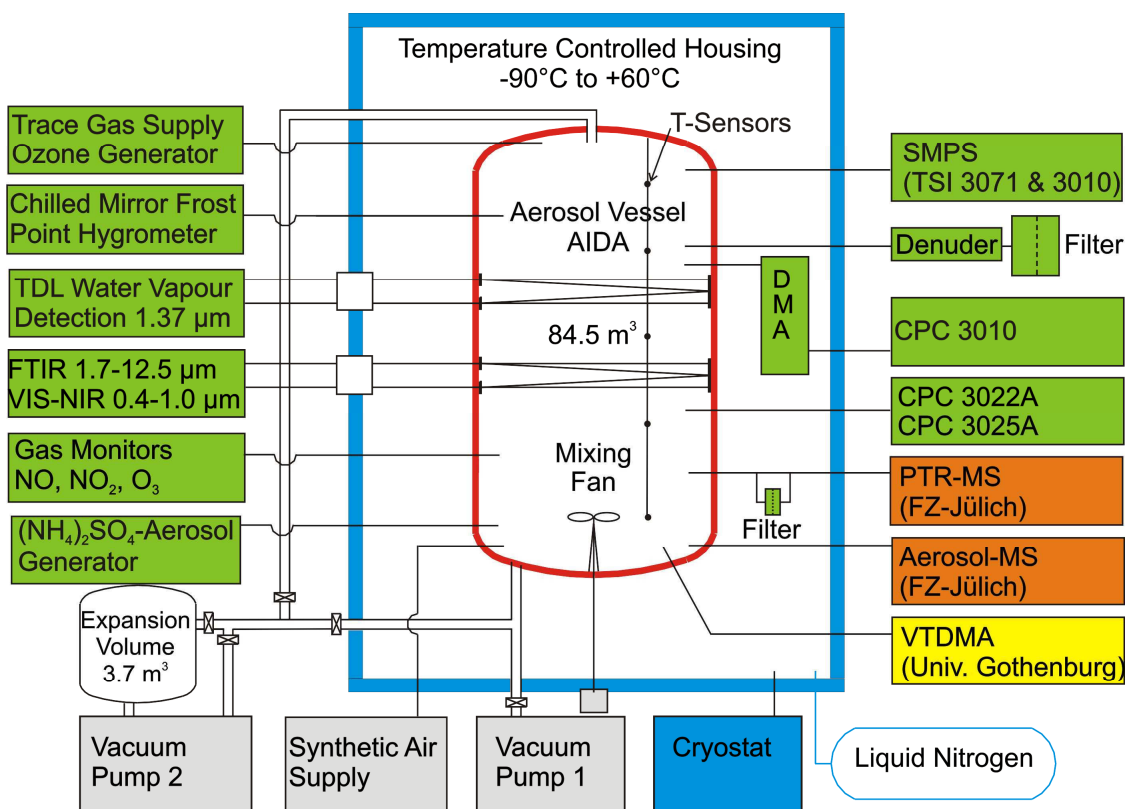 Temperature Controlled Housing
-90°C to +60°C
Trace Gas Supply
Ozone Generator
Chilled Mirror Frost
Point Hygrometer
TDL Water Vapour
Detection 1.37 µm
FTIR 1.7-12.5 µm
VIS-NIR 0.4-1.0 µm
Gas Monitors
NO, NO₂, O₃
(NH₄)₂SO₄-Aerosol
Generator
Expansion
Volume
3.7 m³
T-Sensors
Aerosol Vessel
AIDA
84.5 m³
Mixing
Fan
SMPS
(TSI 3071 & 3010)
Denuder
Filter
D
M
A
CPC 3010
CPC 3022A
CPC 3025A
PTR-MS
(FZ-Jülich)
Filter
Aerosol-MS
(FZ-Jülich)
VTDMA
(Univ. Gothenburg)
Vacuum
Pump 2
Synthetic Air
Supply
Vacuum
Pump 1
Cryostat
Liquid Nitrogen